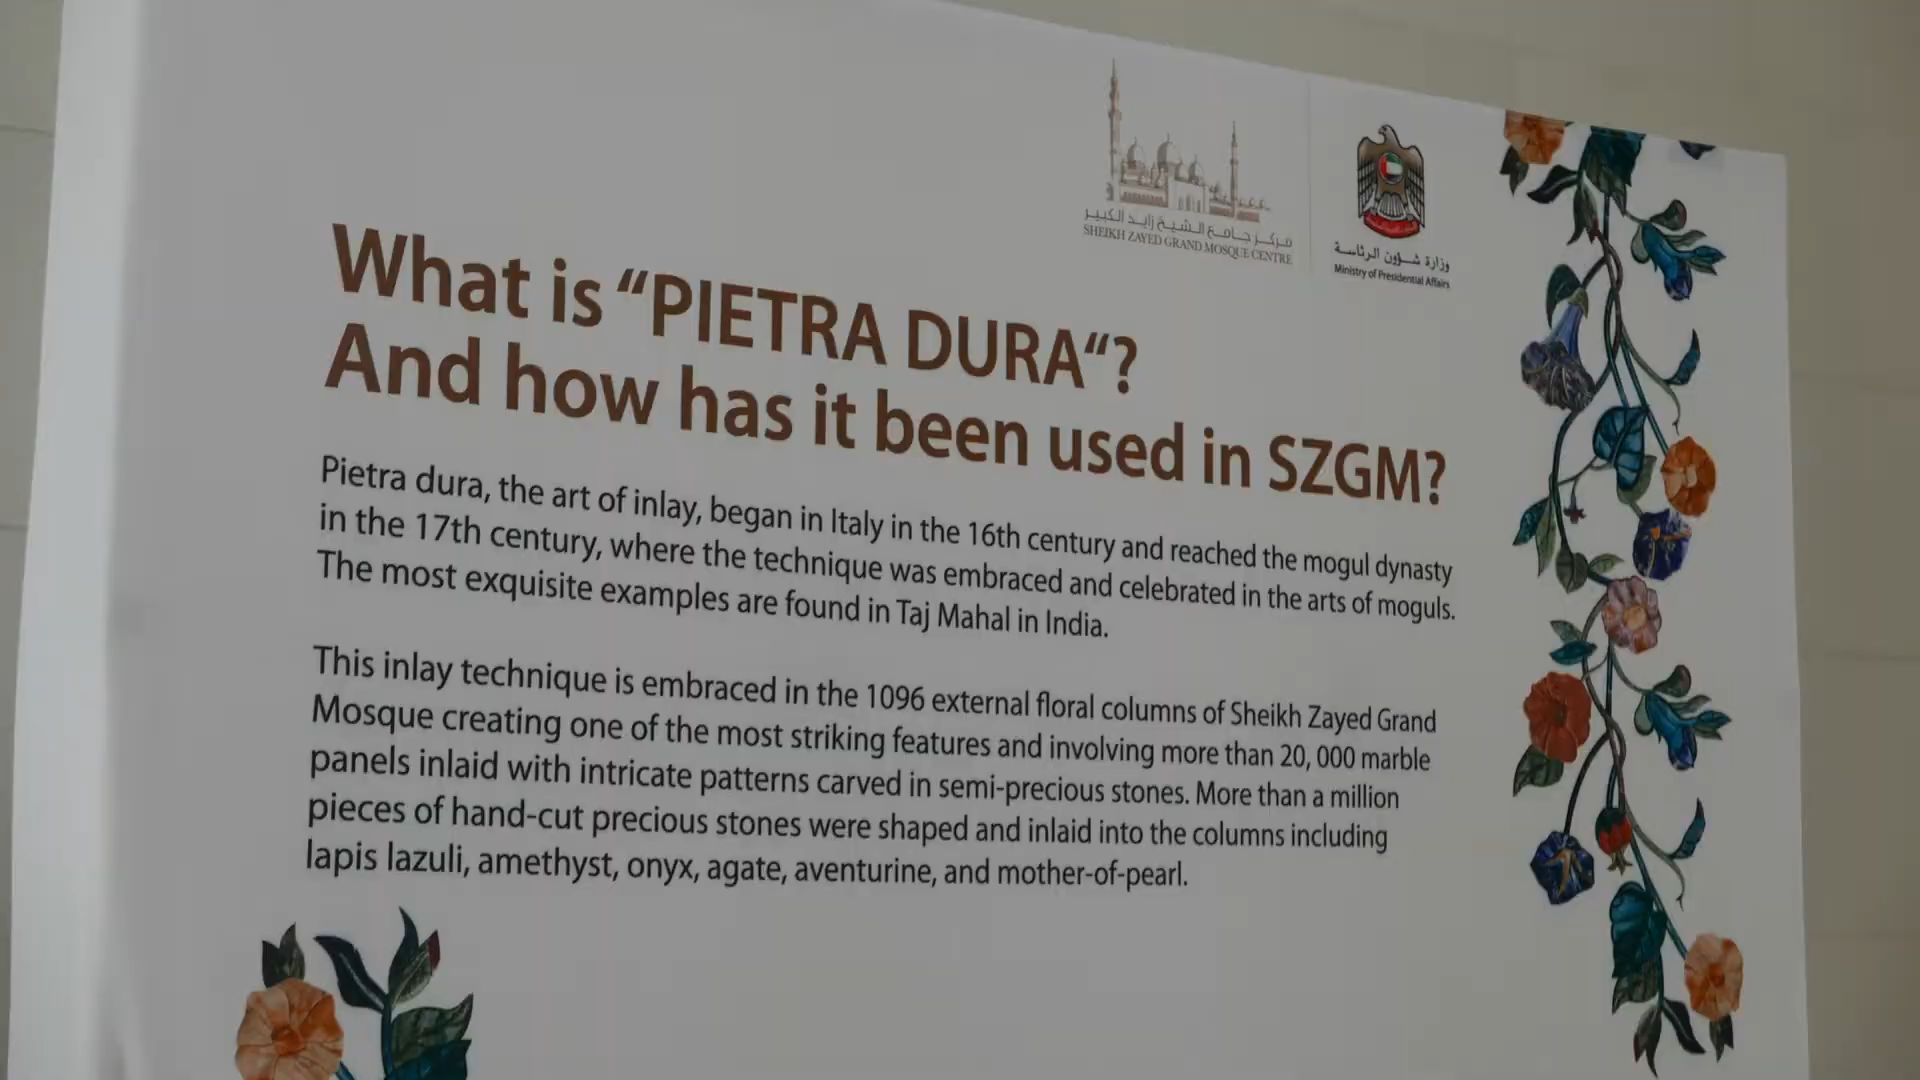 مركز جامع الشيخ زايد الكبير
SHEIKH ZAYED GRAND MOSQUE CENTRE
وزارة شؤون الرئاسة
Ministry of Presidential Affairs
What is “PIETRA DURA“?
And how has it been used in SZGM?
Pietra dura, the art of inlay, began in Italy in the 16th century and reached the mogul dynasty
in the 17th century, where the technique was embraced and celebrated in the arts of moguls.
The most exquisite examples are found in Taj Mahal in India.
This inlay technique is embraced in the 1096 external floral columns of Sheikh Zayed Grand
Mosque creating one of the most striking features and involving more than 20, 000 marble
panels inlaid with intricate patterns carved in semi-precious stones. More than a million
pieces of hand-cut precious stones were shaped and inlaid into the columns including
lapis lazuli, amethyst, onyx, agate, aventurine, and mother-of-pearl.